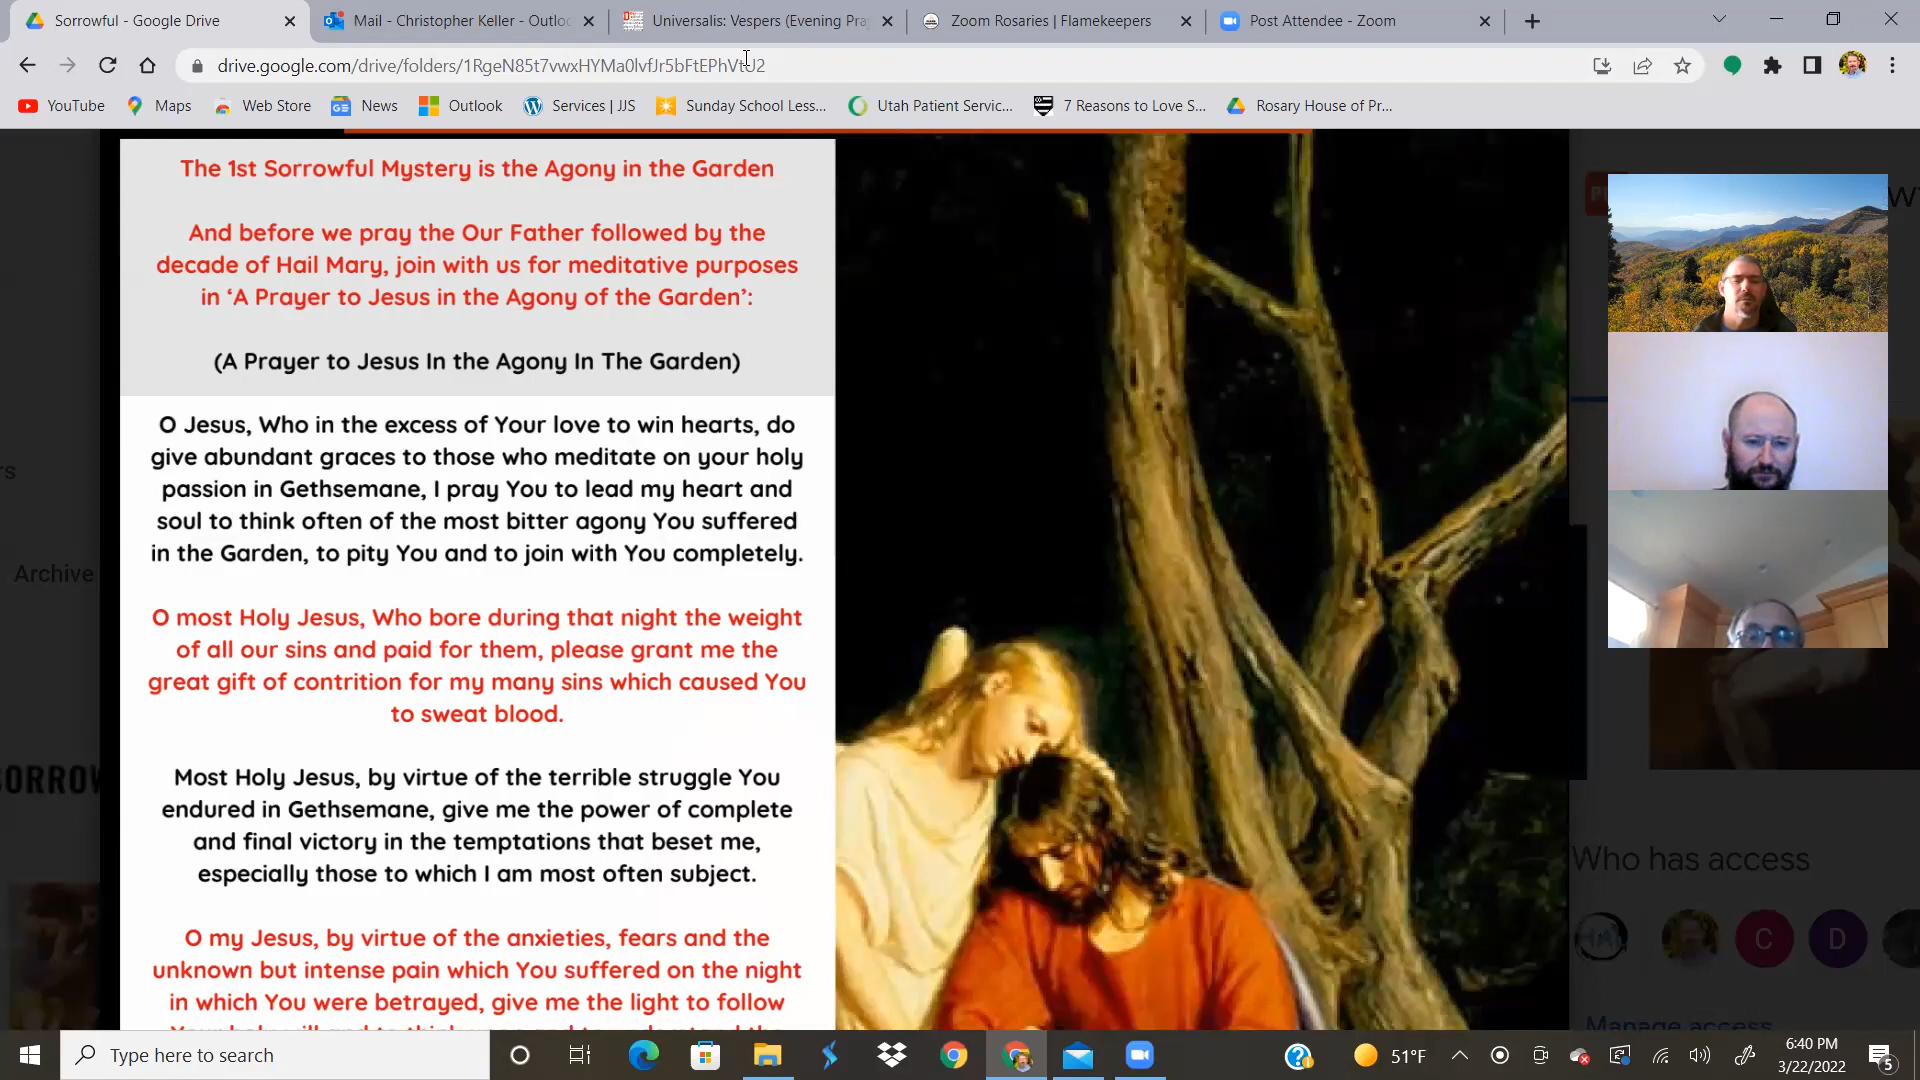 Sorrowful - Google Drive
Mail - Christopher Keller - Outlo
Universalis: Vespers (Evening Pra
Zoom Rosaries | Flamekeepers
Post Attendee - Zoom
drive.google.com/drive/folders/1RgeN85t7vwxHYMa0lvfJr5bFtEPhVtU2
YouTube
Maps
Web Store
News
Outlook
Services | JJS
Sunday School Less...
Utah Patient Servic...
7 Reasons to Love S...
Rosary House of Pr...
The 1st Sorrowful Mystery is the Agony in the Garden
And before we pray the Our Father followed by the
decade of Hail Mary, join with us for meditative purposes
in ‘A Prayer to Jesus in the Agony of the Garden’:
(A Prayer to Jesus In the Agony In The Garden)
O Jesus, Who in the excess of Your love to win hearts, do
give abundant graces to those who meditate on your holy
passion in Gethsemane, I pray You to lead my heart and
soul to think often of the most bitter agony You suffered
in the Garden, to pity You and to join with You completely.
O most Holy Jesus, Who bore during that night the weight
of all our sins and paid for them, please grant me the
great gift of contrition for my many sins which caused You
to sweat blood.
Most Holy Jesus, by virtue of the terrible struggle You
endured in Gethsemane, give me the power of complete
and final victory in the temptations that beset me,
especially those to which I am most often subject.
O my Jesus, by virtue of the anxieties, fears and the
unknown but intense pain which You suffered on the night
in which You were betrayed, give me the light to follow
Archive
SORROW
Who has access
C
D
Manage access
Type here to search
51°F
6:40 PM
3/22/2022
5